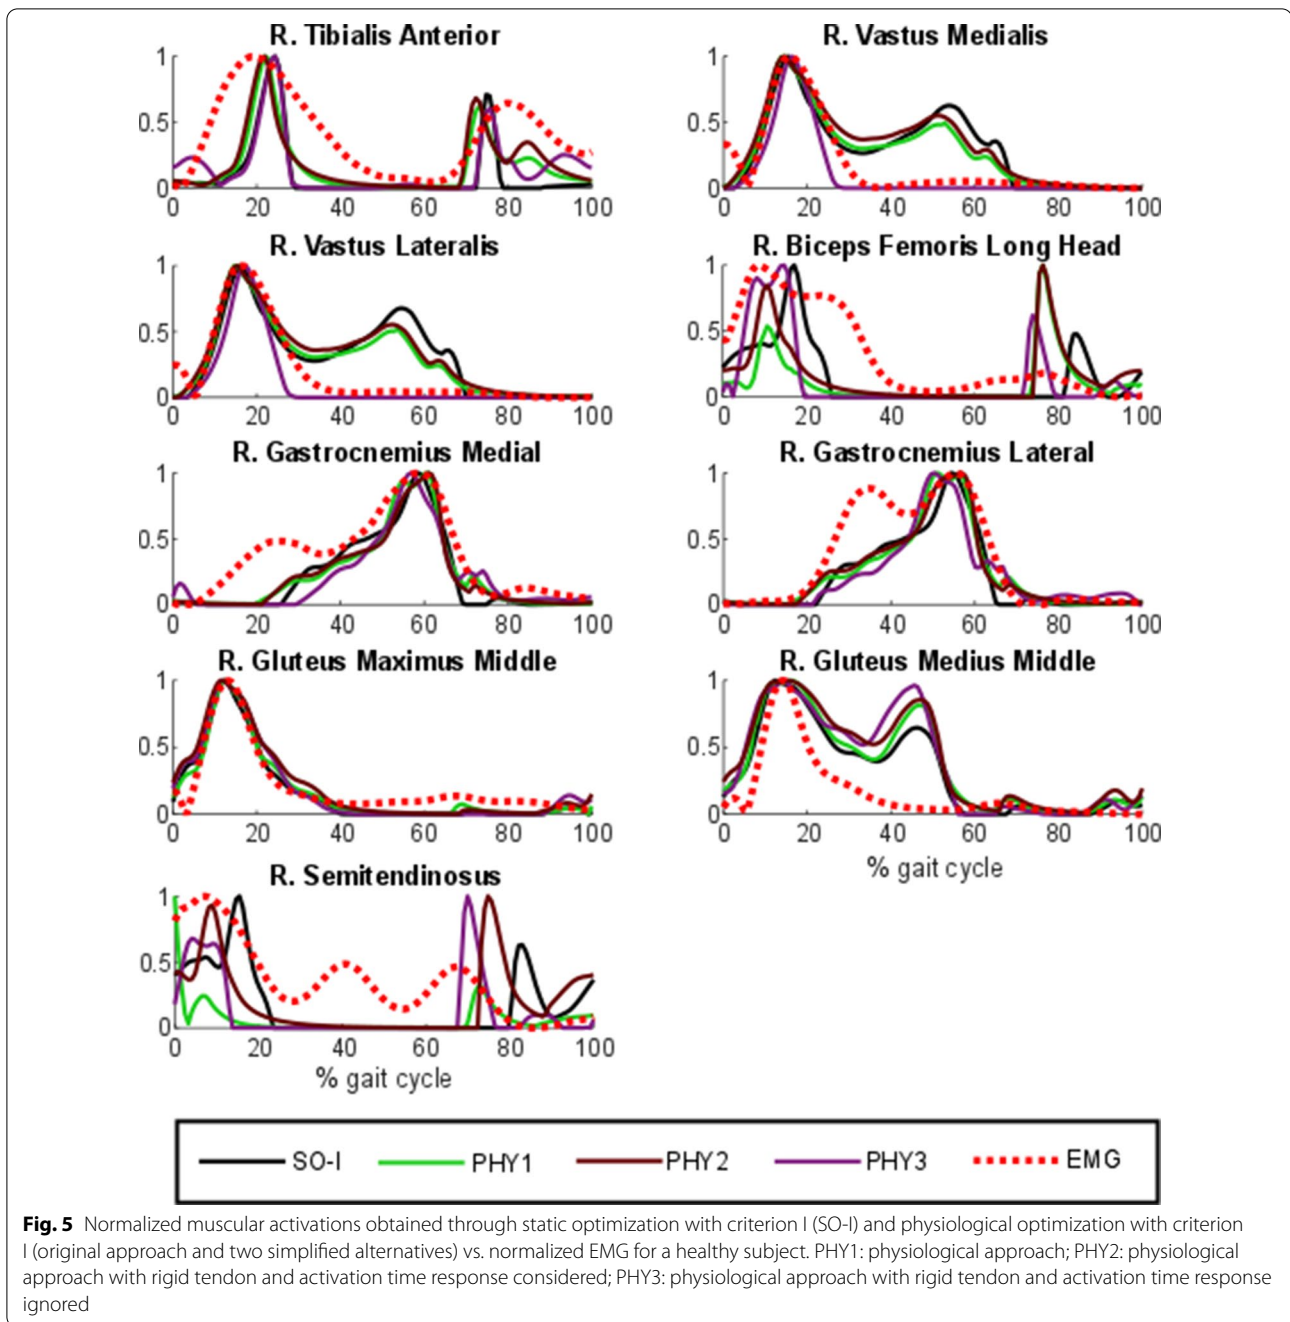 R. Tibialis Anterior
1
0.5
0
0 20 40 60 80 100
R. Vastus Medialis
1
0.5
0
0 20 40 60 80 100
R. Vastus Lateralis
1
0.5
0
0 20 40 60 80 100
R. Biceps Femoris Long Head
1
0.5
0
0 20 40 60 80 100
R. Gastrocnemius Medial
1
0.5
0
0 20 40 60 80 100
R. Gastrocnemius Lateral
1
0.5
0
0 20 40 60 80 100
R. Gluteus Maximus Middle
1
0.5
0
0 20 40 60 80 100
R. Gluteus Medius Middle
1
0.5
0
0 20 40 60 80 100
% gait cycle
R. Semitendinosus
1
0.5
0
0 20 40 60 80 100
% gait cycle
SO-I PHY1 PHY2 PHY3 EMG
Fig. 5 Normalized muscular activations obtained through static optimization with criterion I (SO-I) and physiological optimization with criterion
I (original approach and two simplified alternatives) vs. normalized EMG for a healthy subject. PHY1: physiological approach; PHY2: physiological
approach with rigid tendon and activation time response considered; PHY3: physiological approach with rigid tendon and activation time response
ignored